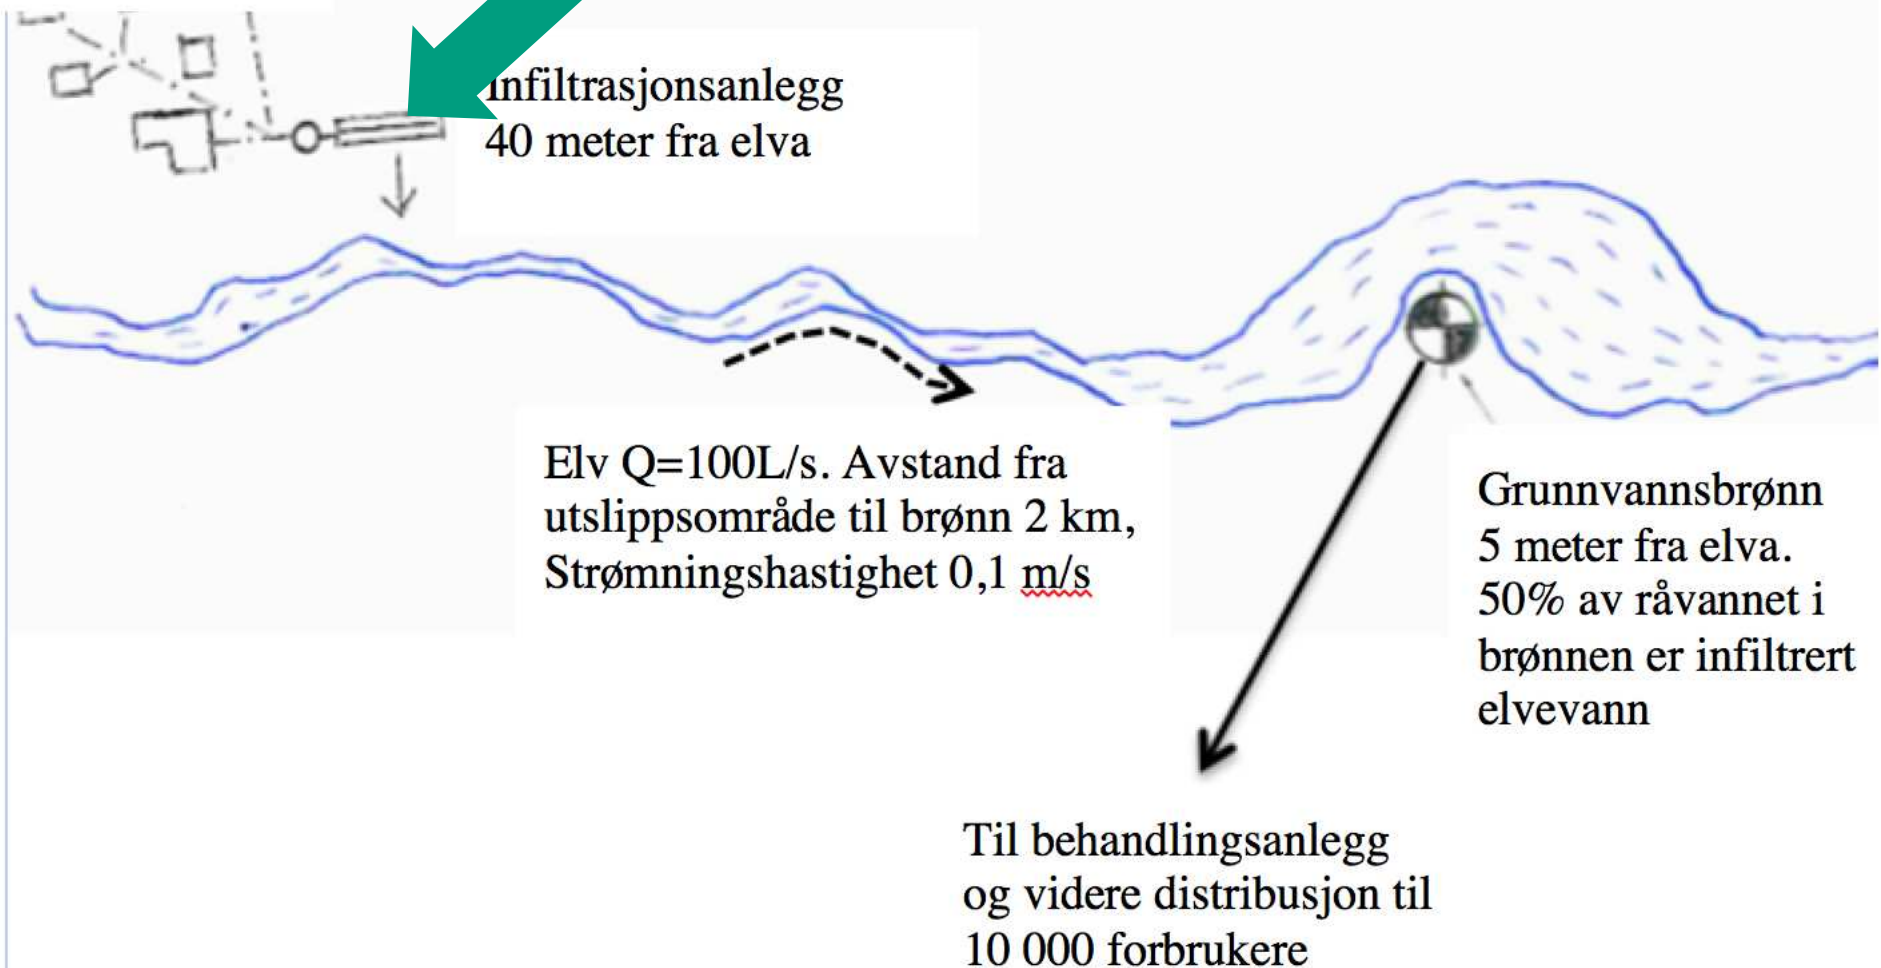 Infiltrasjonsanlegg
40 meter fra elva
Elv Q=100L/s. Avstand fra
utslippsområde til brønn 2 km,
Strømningshastighet 0,1 m/s
Grunnvannsbrønn
5 meter fra elva.
50% av råvannet i
brønnen er infiltrert
elvevann
Til behandlingsanlegg
og videre distribusjon til
10 000 forbrukere